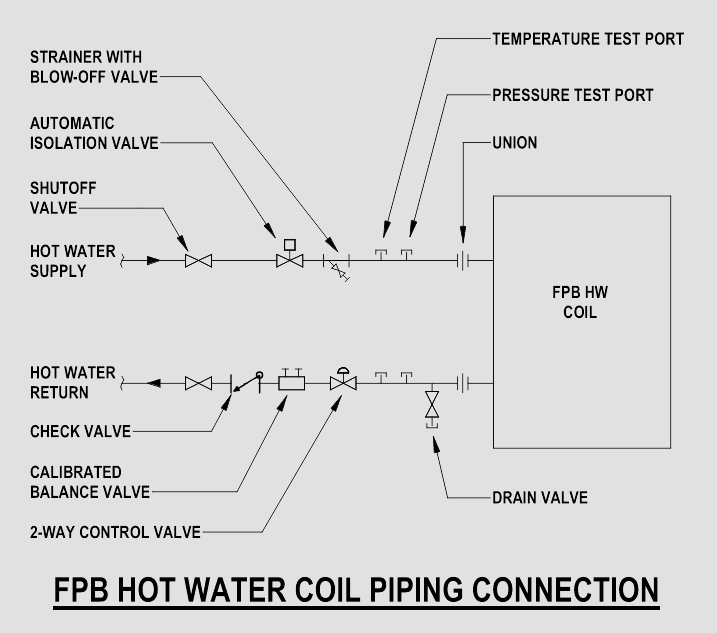 TEMPERATURE TEST PORT
STRAINER WITH
BLOW-OFF VALVE
PRESSURE TEST PORT
AUTOMATIC
ISOLATION VALVE
UNION
SHUTOFF
VALVE
HOT WATER
SUPPLY
FPB HW
COIL
HOT WATER
RETURN
CHECK VALVE
CALIBRATED
BALANCE VALVE
DRAIN VALVE
2-WAY CONTROL VALVE
FPB HOT WATER COIL PIPING CONNECTION